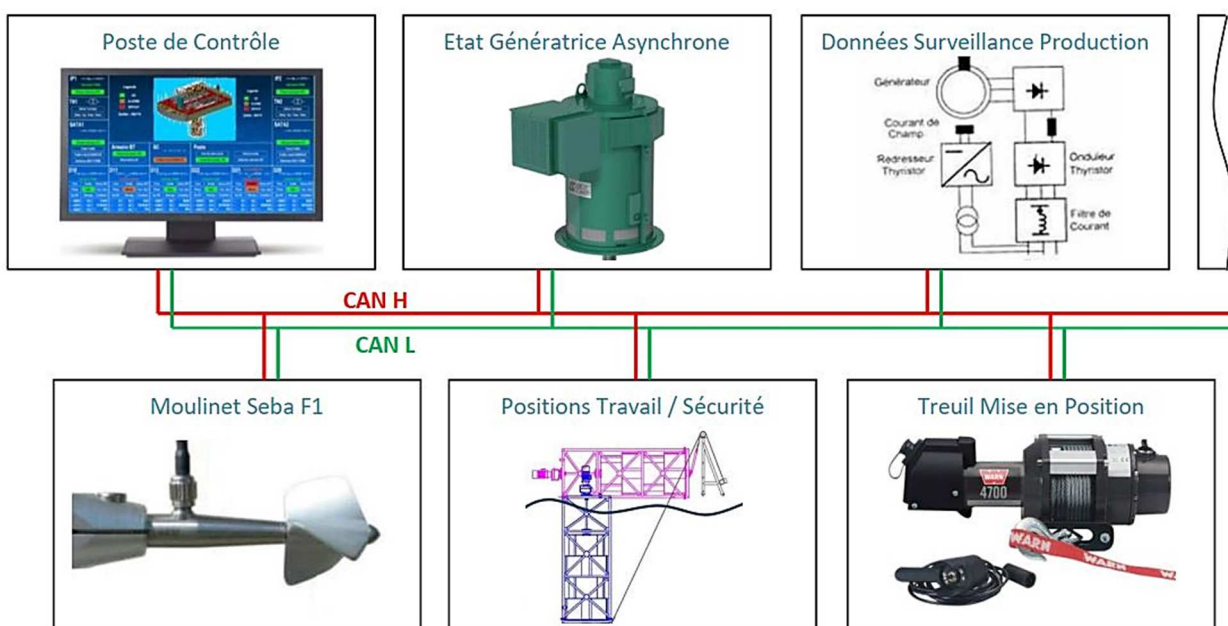 Poste de Contrôle
Etat Génératrice Asynchrone
Données Surveillance Production
Générateur
Courant de
Champ.
Redresseur
Thyristor
Onduleur
Thyristor
Filtre de
Courant
CAN H
CAN L
Moulinet Seba F1
Positions Travail / Sécurité
Treuil Mise en Position
WARN
4700
WARN